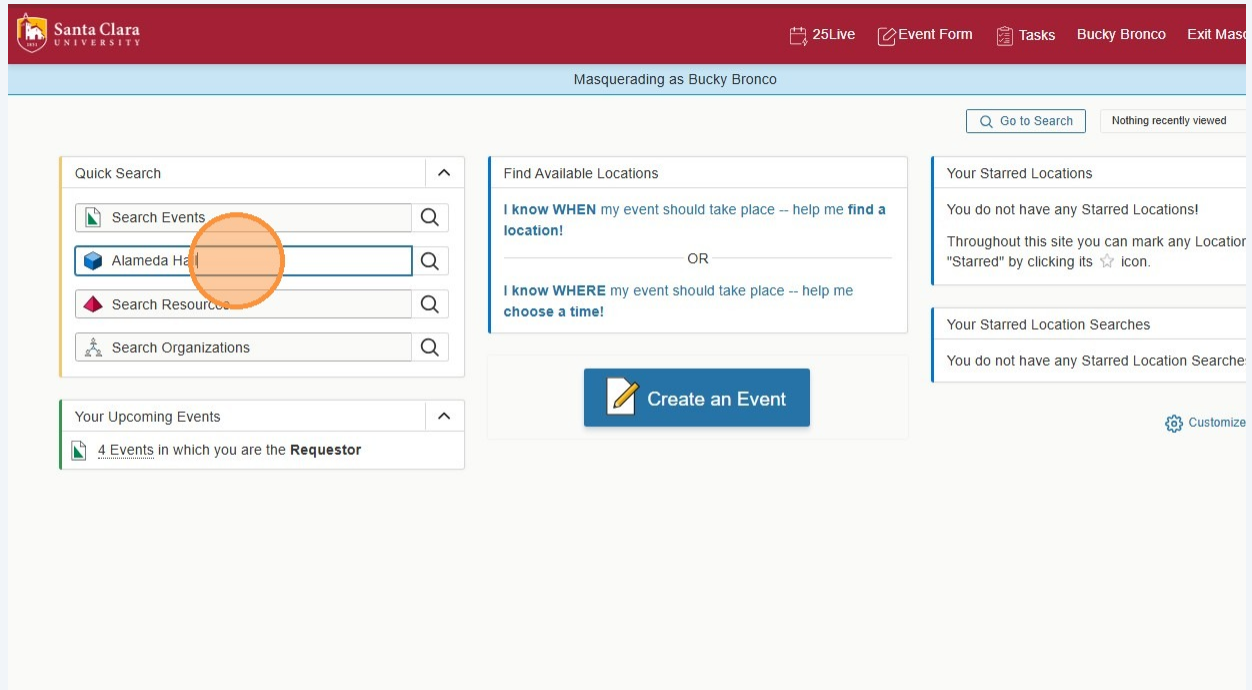 Santa Clara
UNIVERSITY
1851
25Live
Event Form
Tasks
Bucky Bronco
Exit Masq
Masquerading as Bucky Bronco
Go to Search
Nothing recently viewed
Quick Search
Search Events
Alameda Hall
Search Resources
Search Organizations
Your Upcoming Events
4 Events in which you are the Requestor
Find Available Locations
I know WHEN my event should take place -- help me find a
location!
OR
I know WHERE my event should take place -- help me
choose a time!
Create an Event
Your Starred Locations
You do not have any Starred Locations!
Throughout this site you can mark any Location
"Starred" by clicking its icon.
Your Starred Location Searches
You do not have any Starred Location Searches
Customize